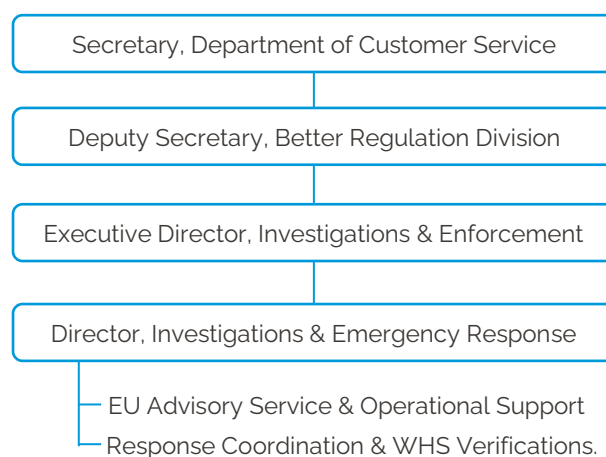 Secretary, Department of Customer Service
Deputy Secretary, Better Regulation Division
Executive Director, Investigations & Enforcement
Director, Investigations & Emergency Response
EU Advisory Service & Operational Support
Response Coordination & WHS Verifications.